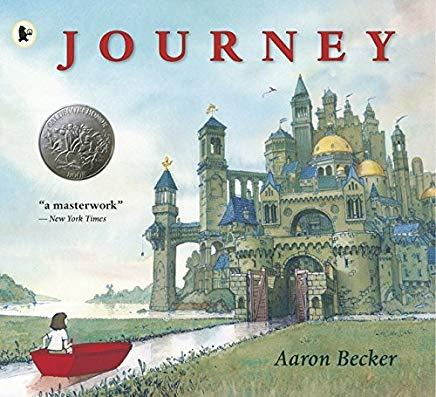 JOURNEY
"a masterwork"
— New York Times
Aaron Becker